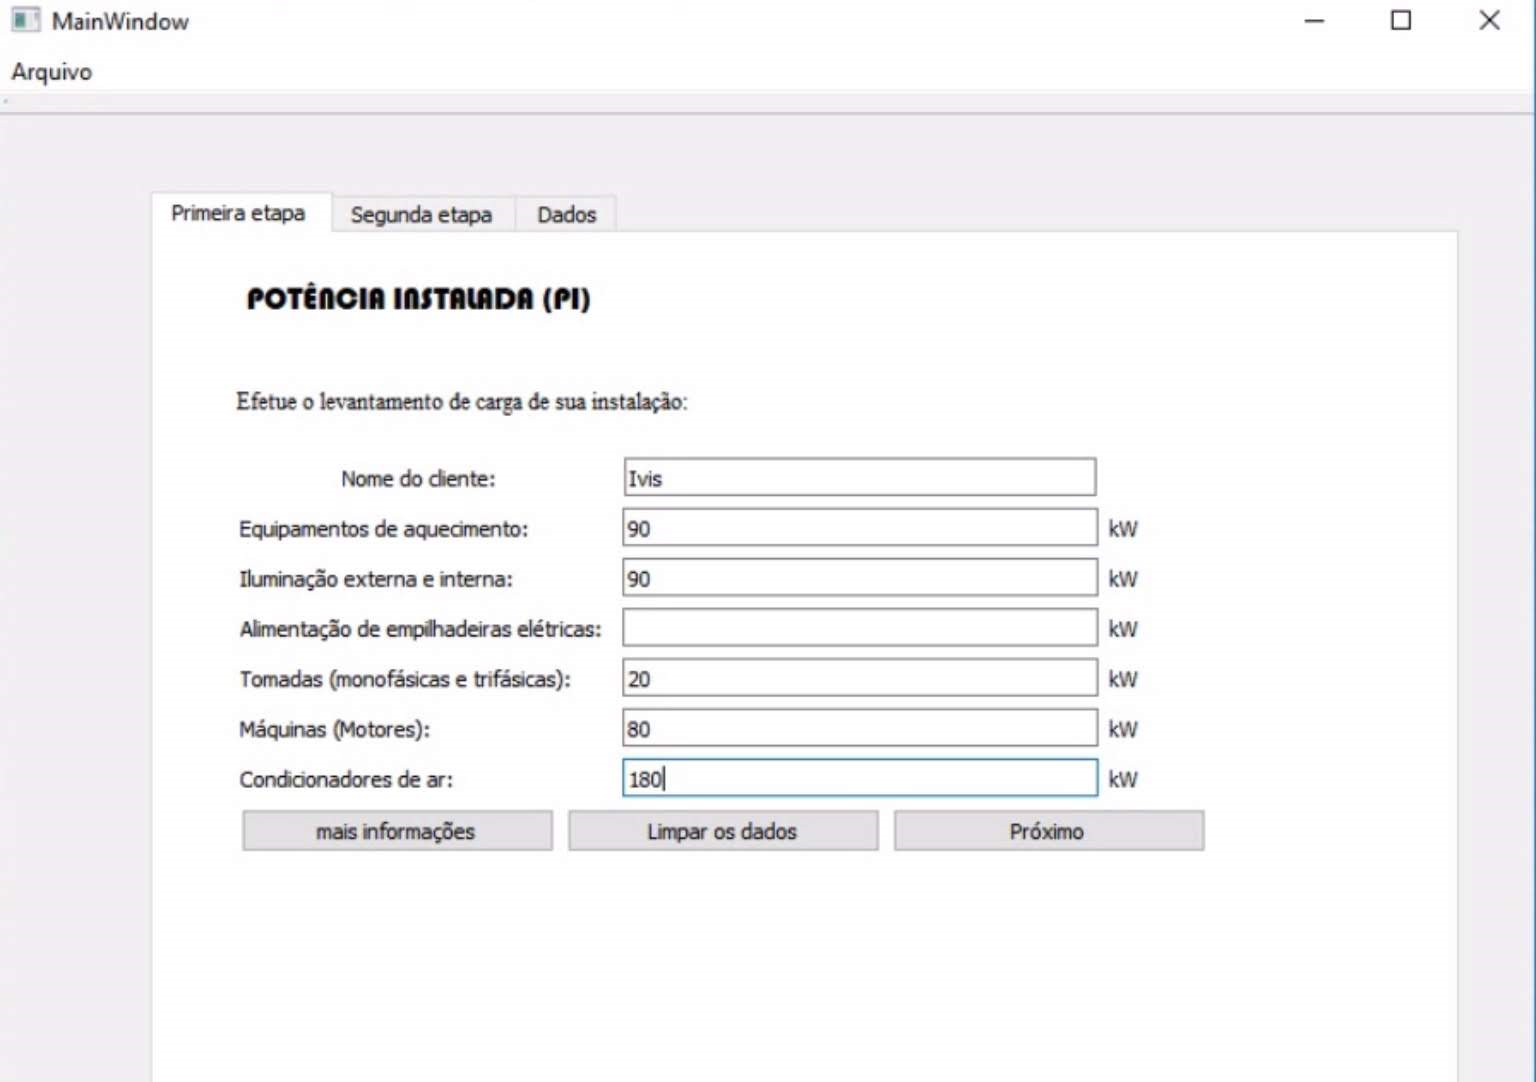 MainWindow
Arquivo
Primeira etapa Segunda etapa Dados
POTÊNCIA INSTALADA (PI)
Efetue o levantamento de carga de sua instalação:
Nome do cliente: Ivis
Equipamentos de aquecimento: 90 kW
Iluminação externa e interna: 90 kW
Alimentação de empilhadeiras elétricas: kW
Tomadas (monofásicas e trifásicas): 20 kW
Máquinas (Motores): 80 kW
Condicionadores de ar: 180 kW
mais informações Limpar os dados Próximo